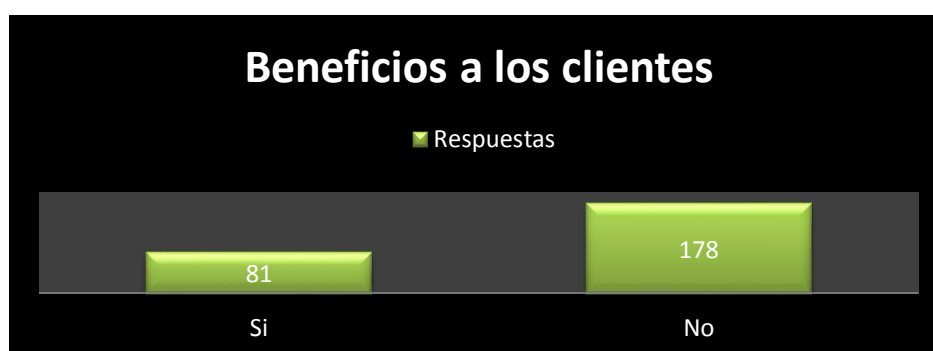 Beneficios a los clientes
Respuestas
81
178
Si
No